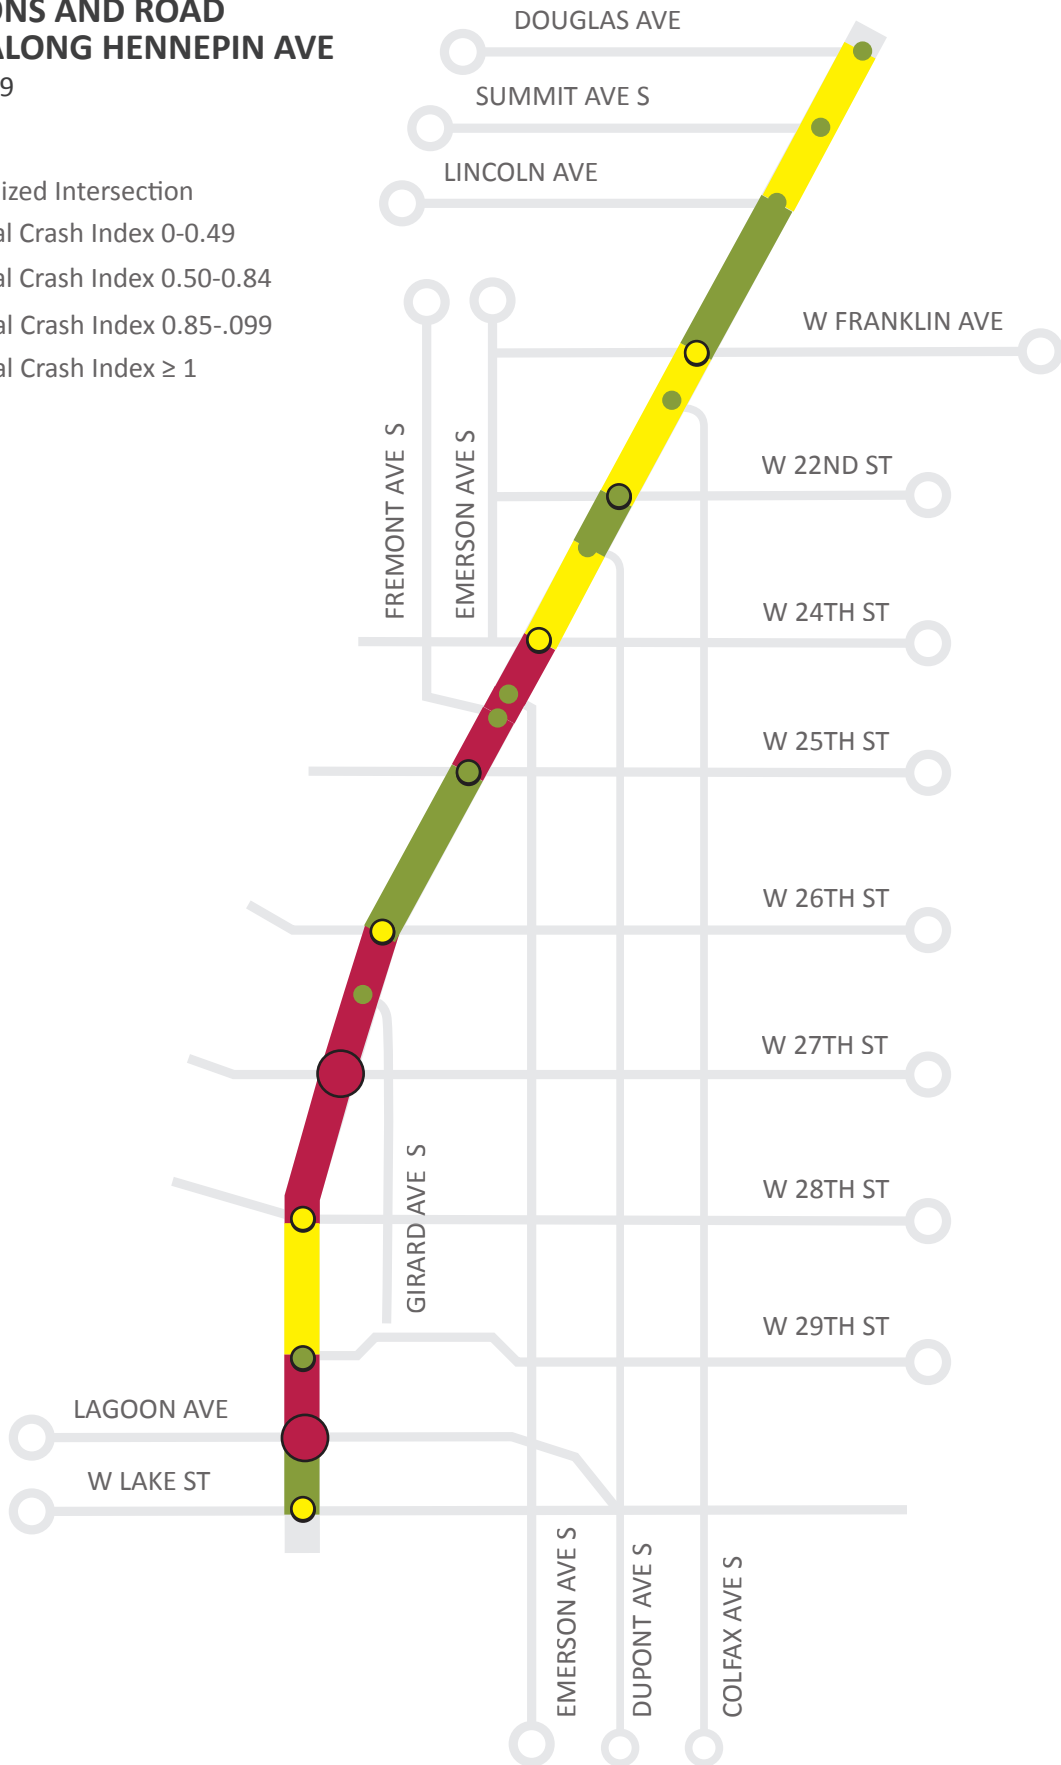 ONS AND ROAD
ALONG HENNEPIN AVE
9
ized Intersection
al Crash Index 0-0.49
al Crash Index 0.50-0.84
al Crash Index 0.85-.099
al Crash Index ≥ 1
DOUGLAS AVE
SUMMIT AVE S
LINCOLN AVE
W FRANKLIN AVE
FREMONT AVE S
EMERSON AVE S
W 22ND ST
W 24TH ST
W 25TH ST
W 26TH ST
W 27TH ST
GIRARD AVE S
W 28TH ST
W 29TH ST
LAGOON AVE
W LAKE ST
EMERSON AVE S
DUPONT AVE S
COLFAX AVE S